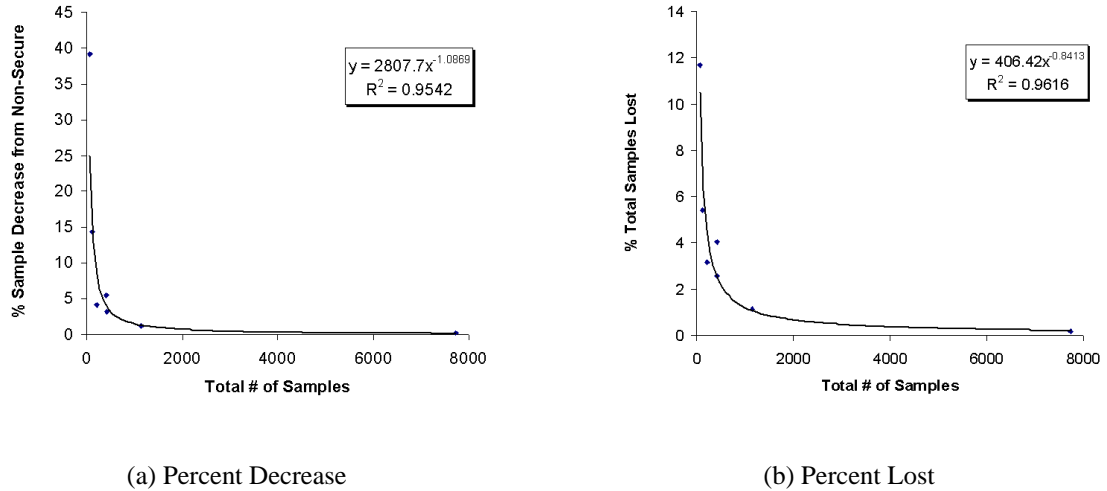 45
40
35
30
25
20
15
10
5
0
% Sample Decrease from Non-Secure
y = 2807.7x^-1.0869
R² = 0.9542
0 2000 4000 6000 8000
Total # of Samples
(a) Percent Decrease
14
12
10
8
6
4
2
0
% Total Samples Lost
y = 406.42x^-0.8413
R² = 0.9616
0 2000 4000 6000 8000
Total # of Samples
(b) Percent Lost